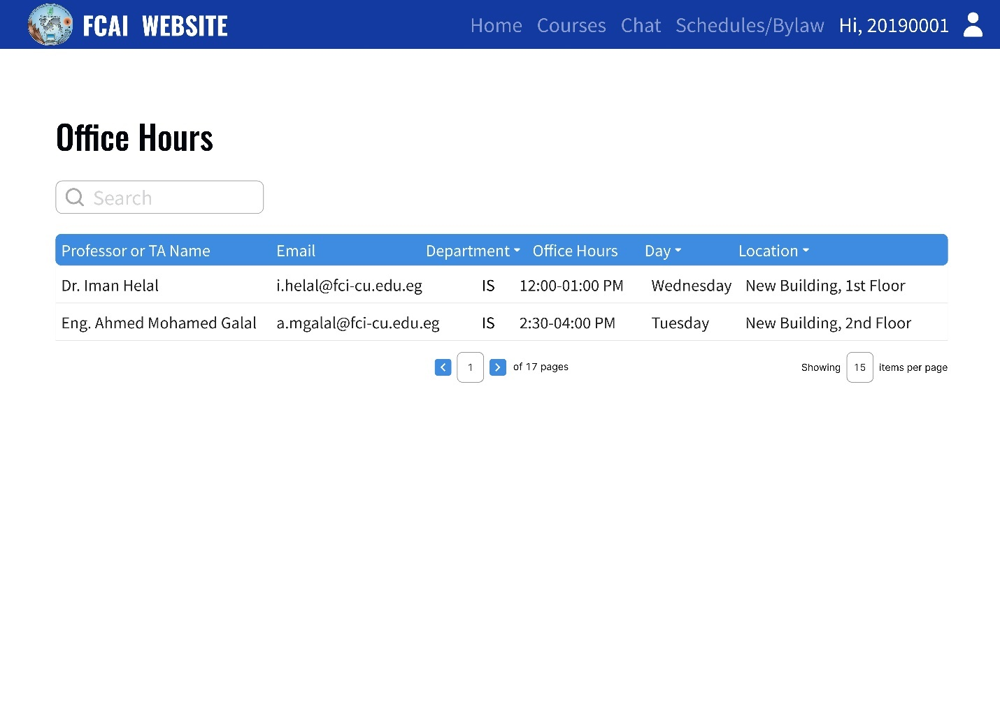 FCAI WEBSITE Home Courses Chat Schedules/Bylaw Hi, 20190001
Office Hours
Search
Professor or TA Name Email Department Office Hours Day Location
Dr. Iman Helal i.helal@fci-cu.edu.eg IS 12:00-01:00 PM Wednesday New Building, 1st Floor
Eng. Ahmed Mohamed Galal a.mgalal@fci-cu.edu.eg IS 2:30-04:00 PM Tuesday New Building, 2nd Floor
1 of 17 pages Showing 15 items per page